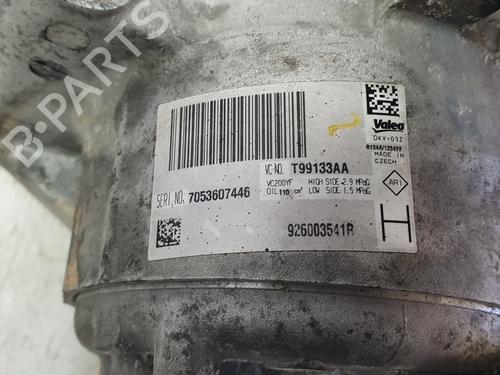 Valeo
DKV-09Z
R134A/1234YF
MADE IN
CZECH
AR1
H
VC NO. T99133AA
VC200YF HIGH SIDE 2.9 MPaG
OIL 110 cm³ LOW SIDE 1.5 MPaG
SERI.NO. 7053607446
926003541R
B-PARTS